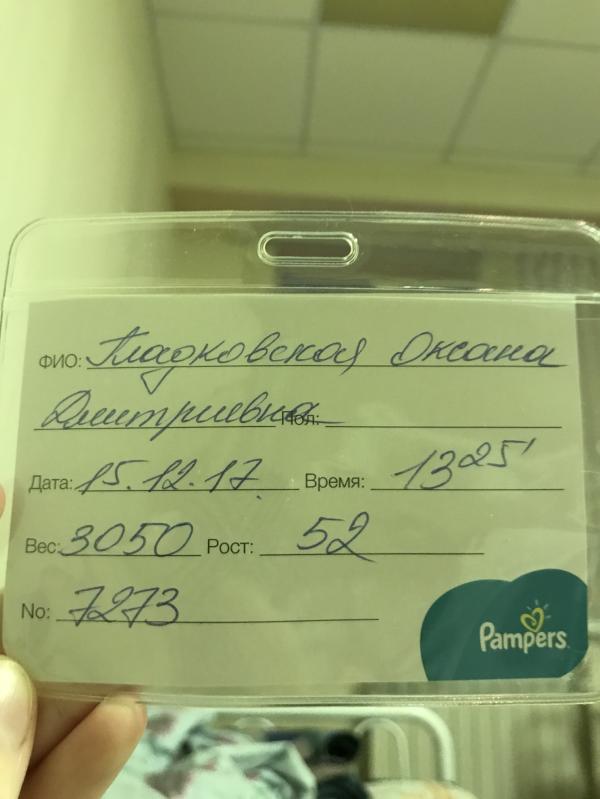 ФИО: Гладковская Оксана
Дмитриевна Пол:
Дата: 15.12.17. Время: 13 25'
Вес: 3050 Рост: 52
No: 7273
Pampers